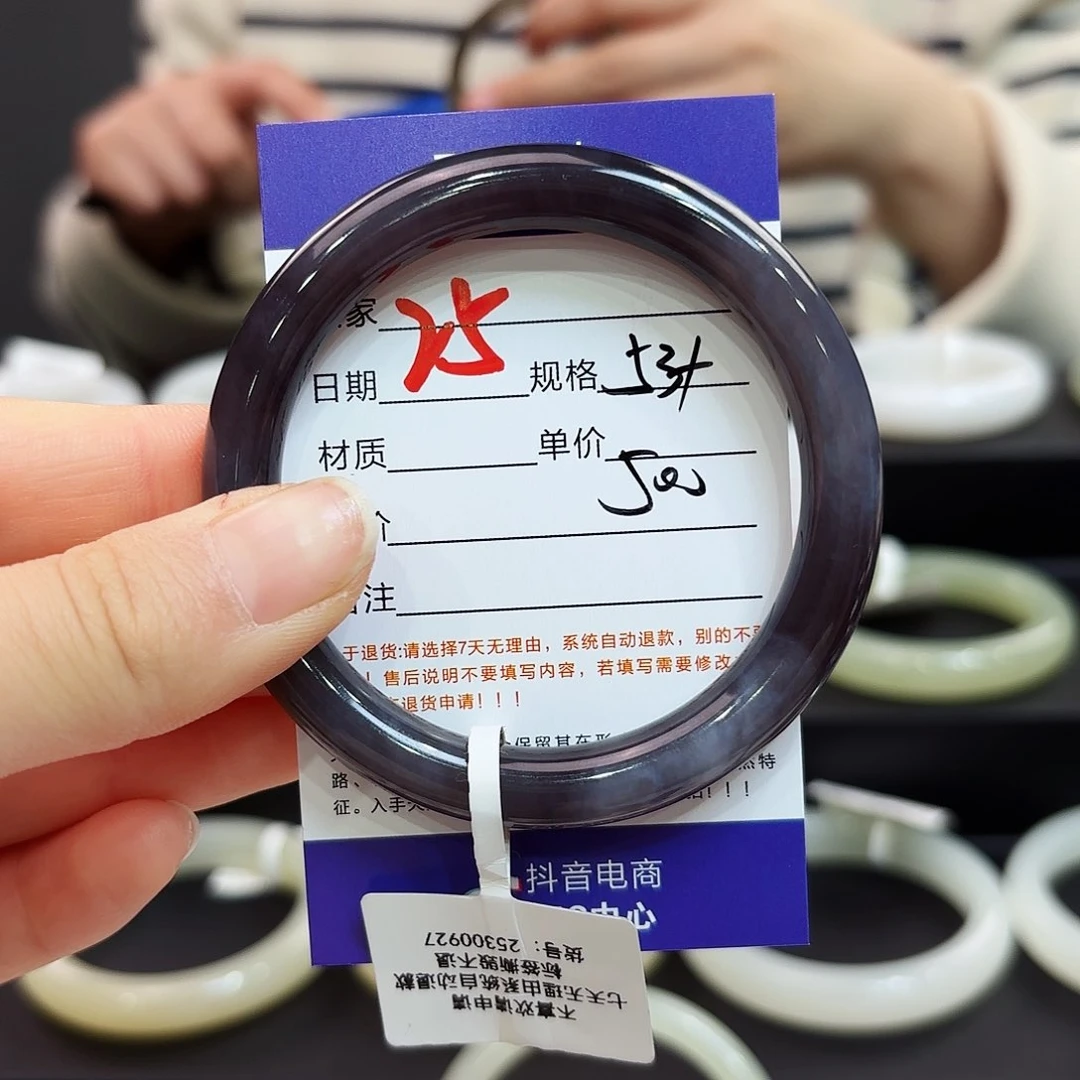 家
日期 规格 53+
材质 单价 500
价
注
于退货:请选择7天无理由，系统自动退款，别的不
！售后说明不要填写内容，若填写需要修改
退货申请！！！
保留其在形
路、 特
征。入手
抖音电商
中心
不喜欢请申请
七天无理由系统自动退款
标签撕毁不退
货号：25300927